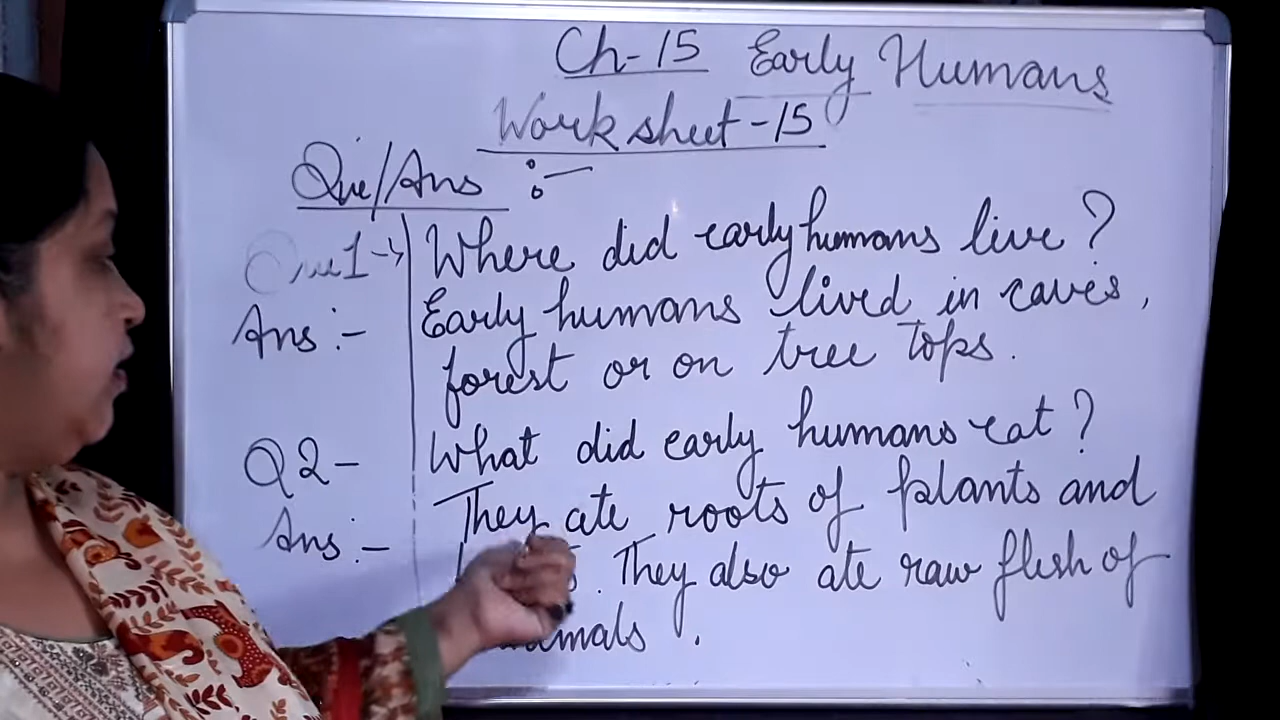 Ch-15 Early Humans
Worksheet-15
Que/Ans :-
Que1-> Where did early humans live?
Ans:- Early humans lived in caves,
forest or on tree tops.
Q2- What did early humans eat?
Ans:- They ate roots of plants and
They also ate raw flesh of
.